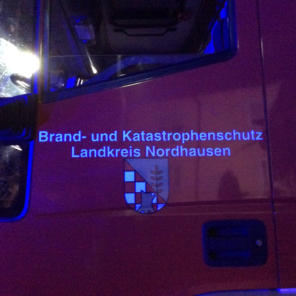 Brand- und Katastrophenschutz
Landkreis Nordhausen